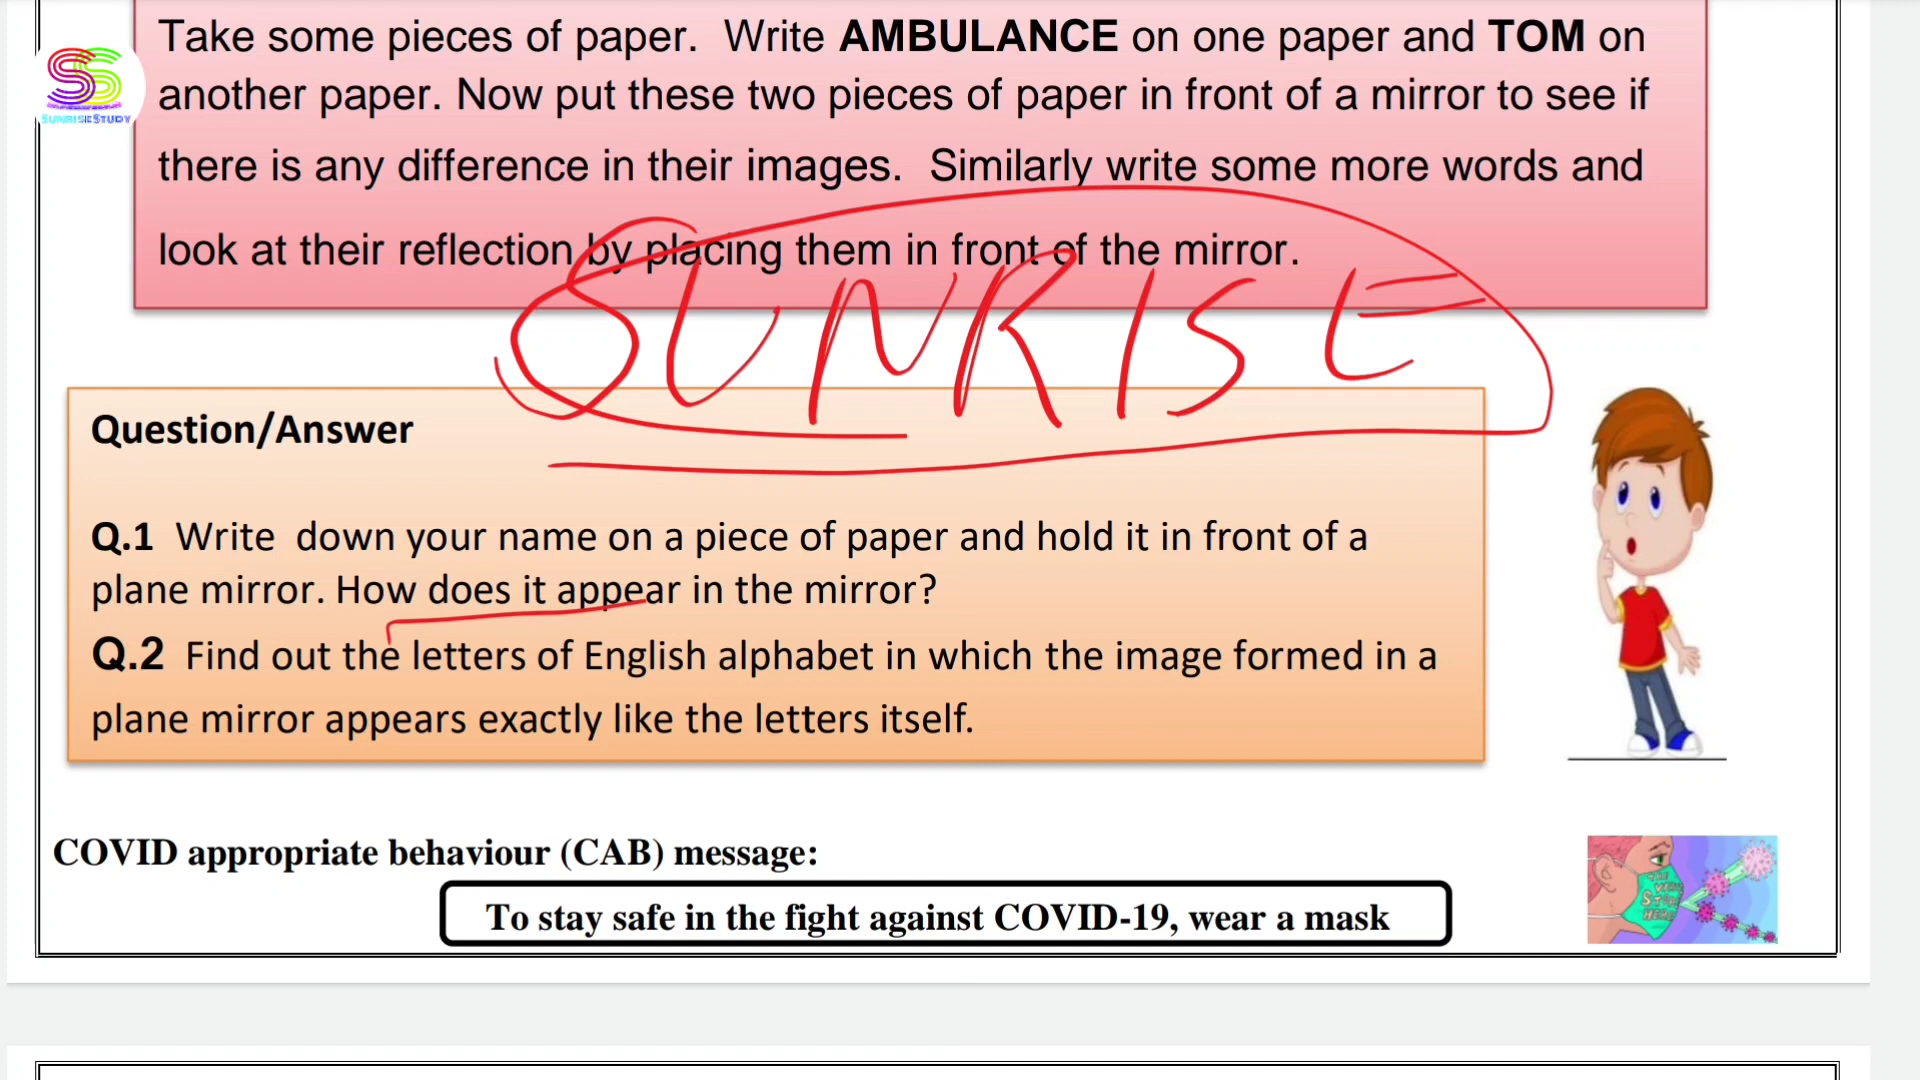 Take some pieces of paper. Write AMBULANCE on one paper and TOM on
another paper. Now put these two pieces of paper in front of a mirror to see if
there is any difference in their images. Similarly write some more words and
look at their reflection by placing them in front of the mirror.
SUNRISE
Question/Answer
Q.1 Write down your name on a piece of paper and hold it in front of a
plane mirror. How does it appear in the mirror?
Q.2 Find out the letters of English alphabet in which the image formed in a
plane mirror appears exactly like the letters itself.
COVID appropriate behaviour (CAB) message:
To stay safe in the fight against COVID-19, wear a mask
SS
SUNRISE STUDY
THE
VIRUS
STOPS
HERE